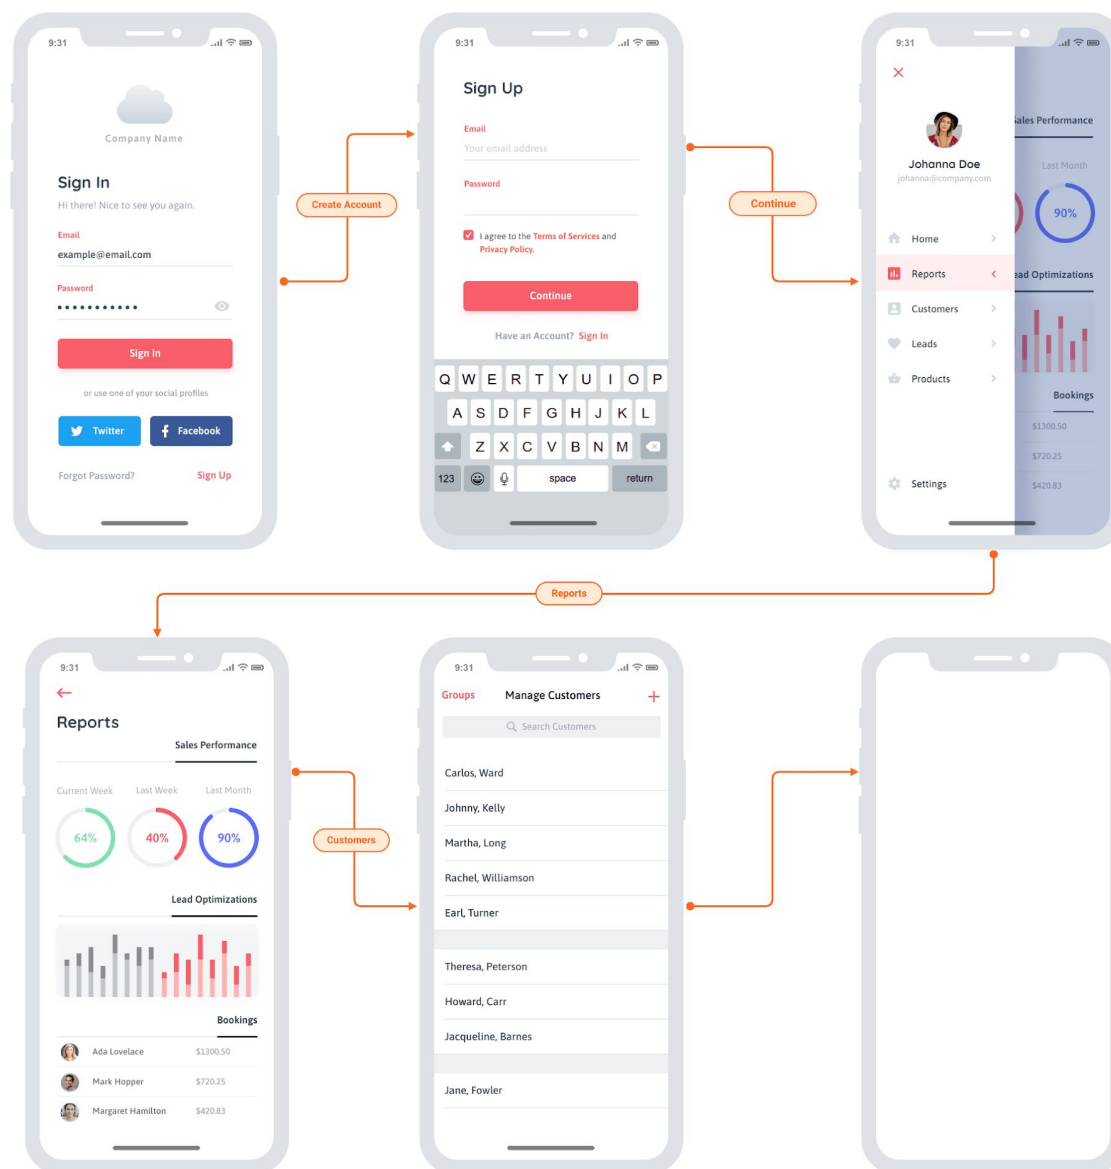 9:31
Company Name
Sign In
Hi there! Nice to see you again.
Email
example@email.com
Password
Sign In
or use one of your social profiles
Twitter
Facebook
Forgot Password?
Sign Up
Create Account
9:31
Sign Up
Email
Your email address
Password
I agree to the Terms of Services and
Privacy Policy.
Continue
Have an Account? Sign In
Q W E R T Y U I O P
A S D F G H J K L
Z X C V B N M
123
space
return
Continue
9:31
Johanna Doe
johanna@company.com
Home
Reports
Customers
Leads
Products
Settings
Sales Performance
Last Month
90%
ead Optimizations
Bookings
$1300.50
$720.25
$420.83
Reports
9:31
Reports
Sales Performance
Current Week
Last Week
Last Month
64%
40%
90%
Lead Optimizations
Bookings
Ada Lovelace $1300.50
Mark Hopper $720.25
Margaret Hamilton $420.83
Customers
9:31
Groups
Manage Customers
+
Search Customers
Carlos, Ward
Johnny, Kelly
Martha, Long
Rachel, Williamson
Earl, Turner
Theresa, Peterson
Howard, Carr
Jacqueline, Barnes
Jane, Fowler